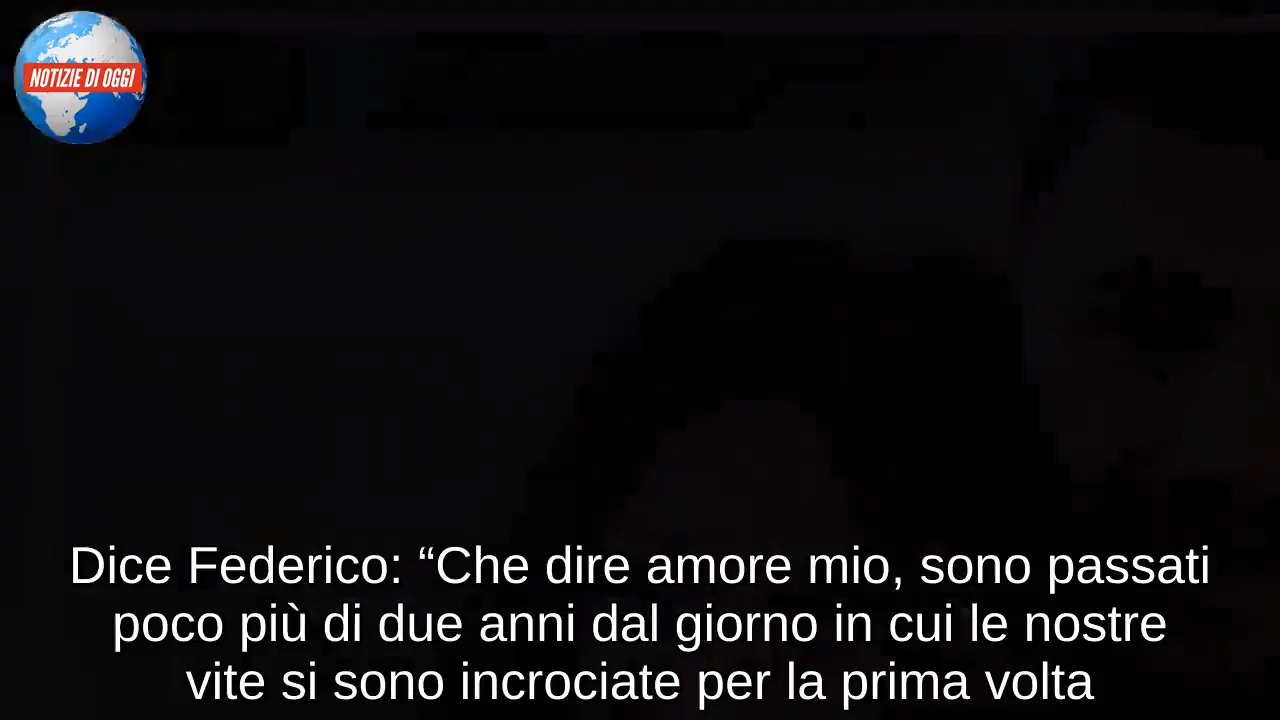 NOTIZIE DI OGGI
Dice Federico: “Che dire amore mio, sono passati
poco più di due anni dal giorno in cui le nostre
vite si sono incrociate per la prima volta